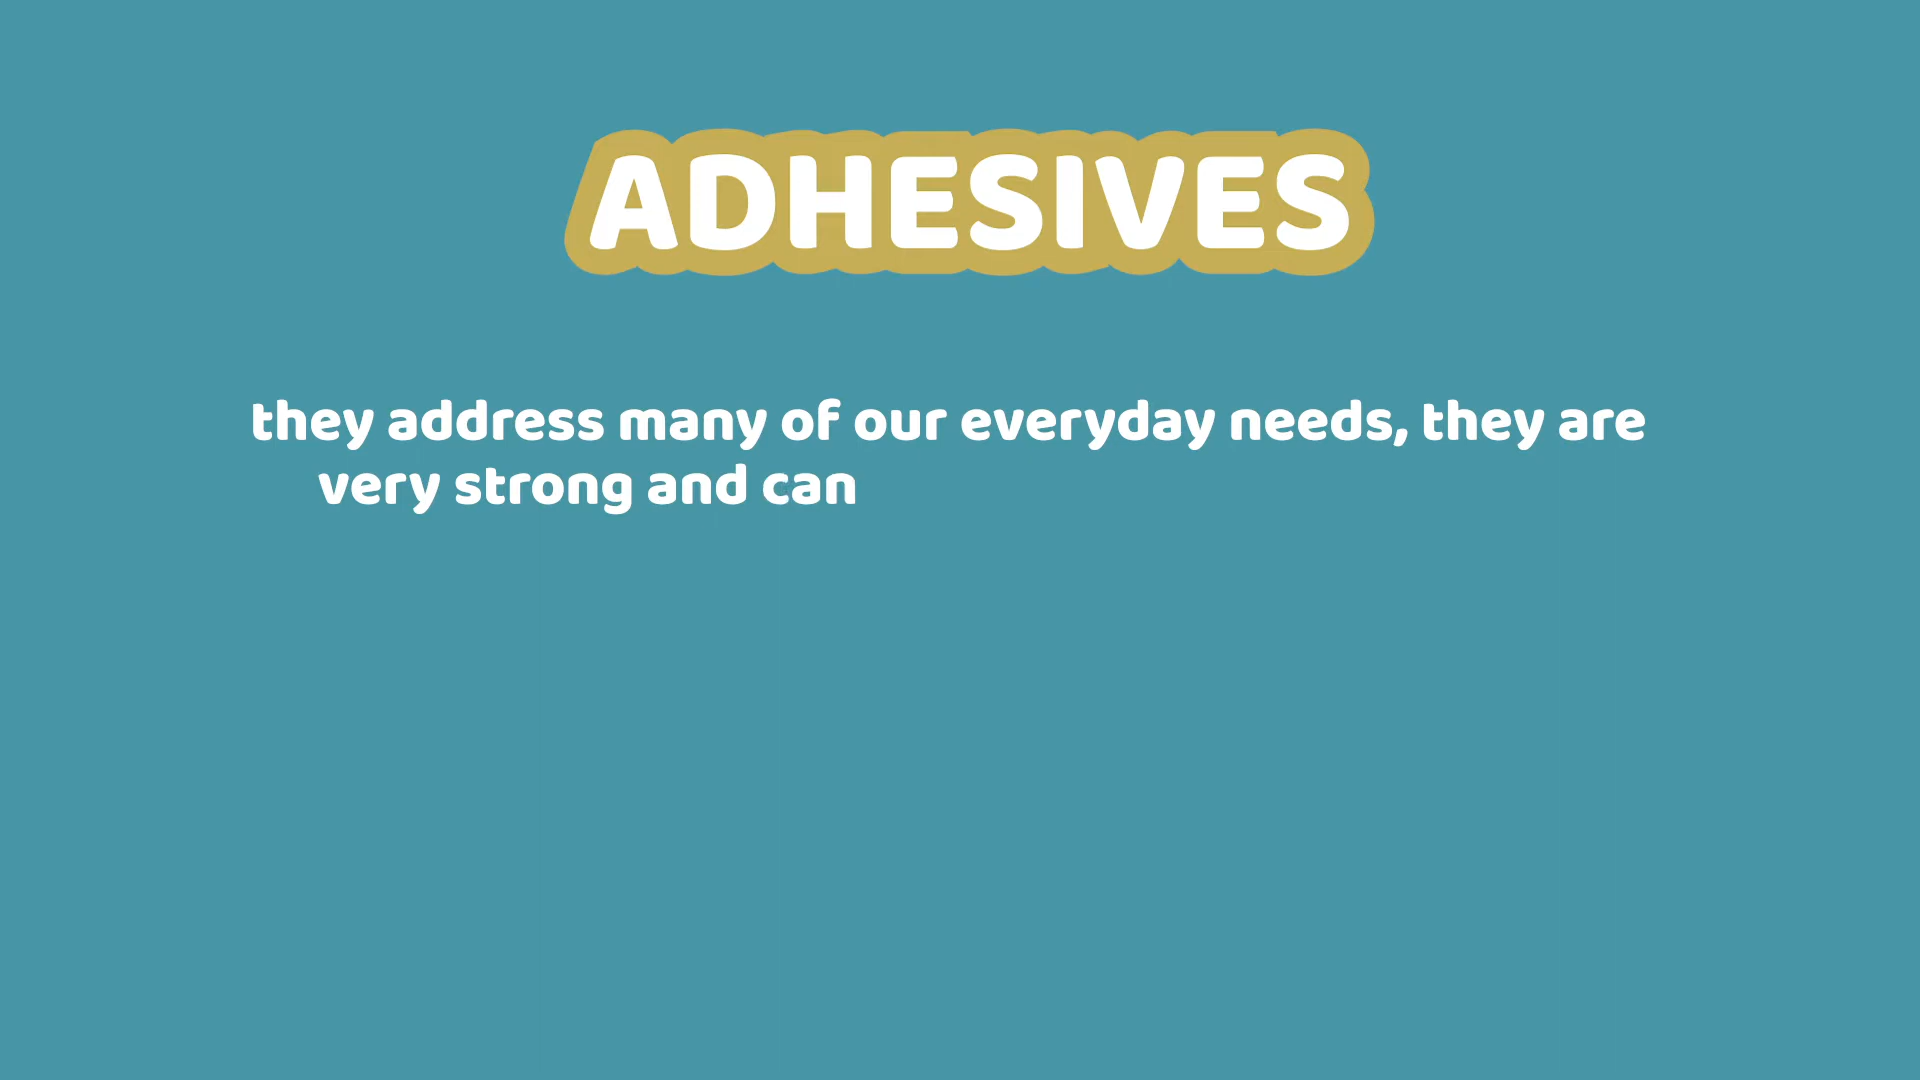 ADHESIVES
they address many of our everyday needs, they are
very strong and can